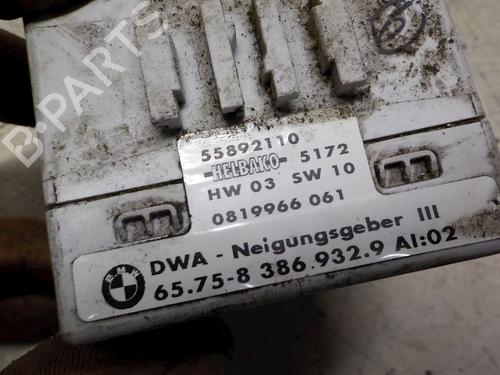 B-PARTS
55892110
HELBAKO 5172
HW 03 SW 10
0819966 061
DWA - Neigungsgeber III
BMW 65.75-8 386.932.9 AI:02